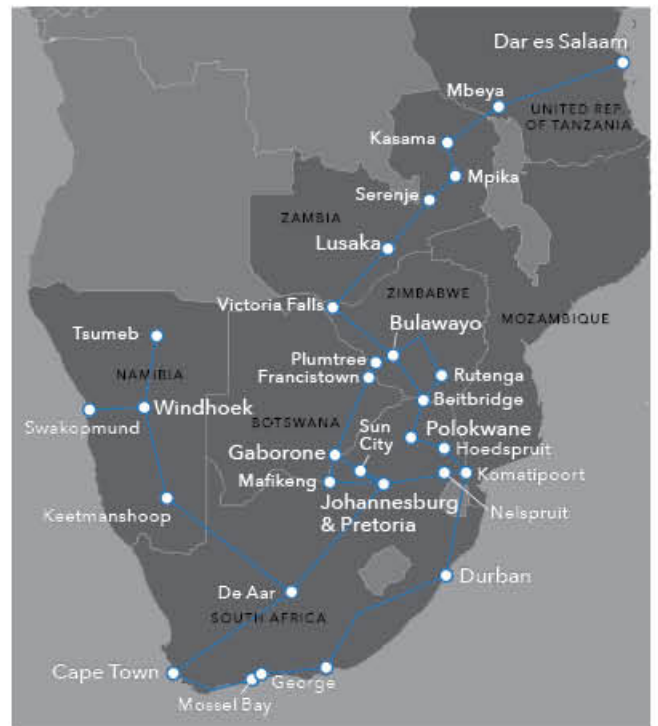 Dar es Salaam
Mbeya
UNITED REP.
OF TANZANIA
Kasama
Mpika
Serenje
ZAMBIA
Lusaka
ZIMBABWE
Victoria Falls
MOZAMBIQUE
Bulawayo
Tsumeb
Plumtree
NAMIBIA
Francistown
Rutenga
Beitbridge
Windhoek
BOTSWANA
Sun
City
Polokwane
Swakopmund
Hoedspruit
Gaborone
Komatipoort
Mafikeng
Johannesburg
& Pretoria
Nelspruit
Keetmanshoop
Durban
De Aar
SOUTH AFRICA
Cape Town
George
Mossel Bay